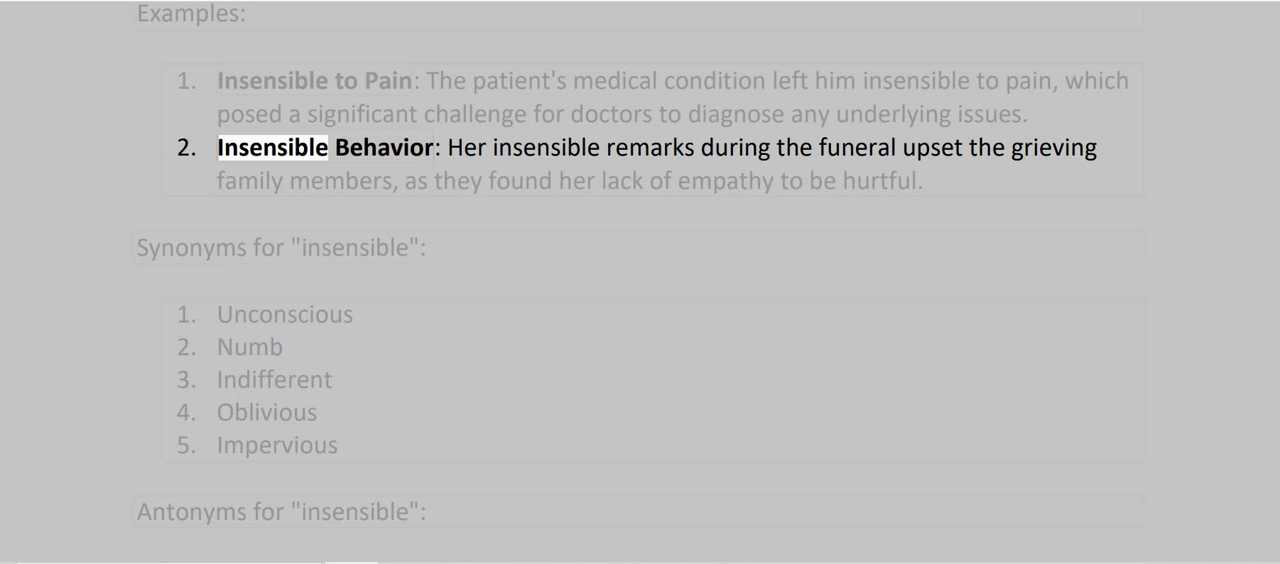 Examples:
1. Insensible to Pain: The patient's medical condition left him insensible to pain, which
posed a significant challenge for doctors to diagnose any underlying issues.
2. Insensible Behavior: Her insensible remarks during the funeral upset the grieving
family members, as they found her lack of empathy to be hurtful.
Synonyms for "insensible":
1. Unconscious
2. Numb
3. Indifferent
4. Oblivious
5. Impervious
Antonyms for "insensible":